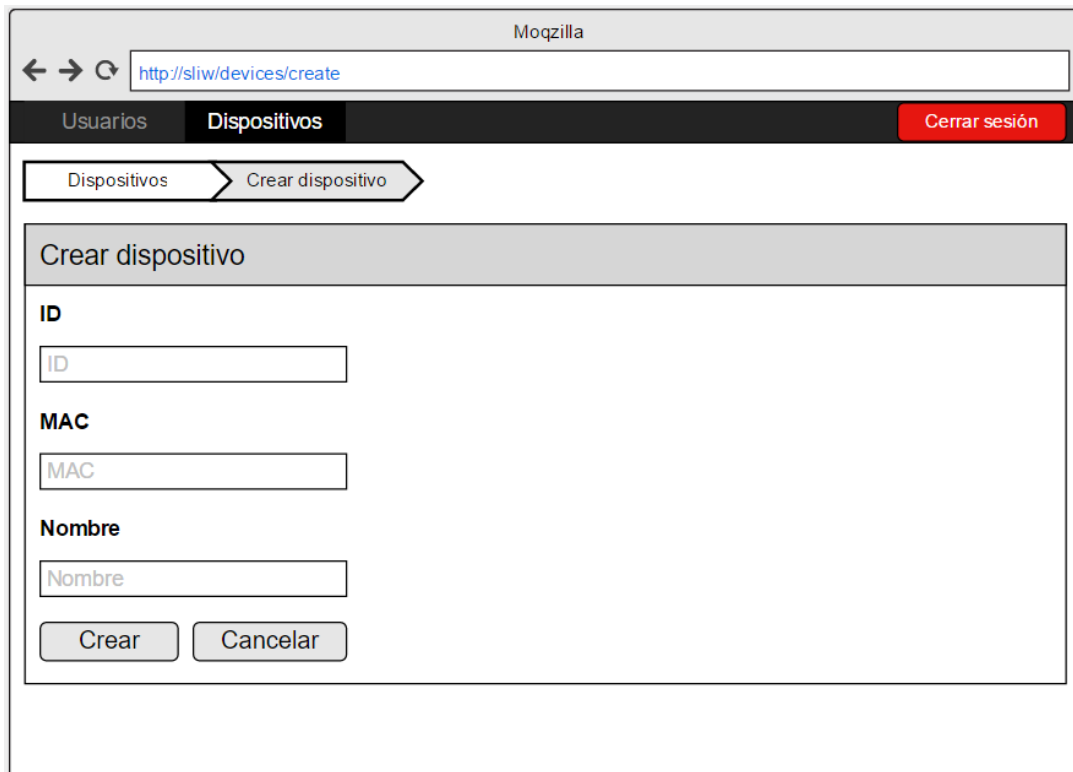 Moqzilla
http://sliw/devices/create
Usuarios Dispositivos Cerrar sesión
Dispositivos Crear dispositivo
Crear dispositivo
ID
ID
MAC
MAC
Nombre
Nombre
Crear Cancelar